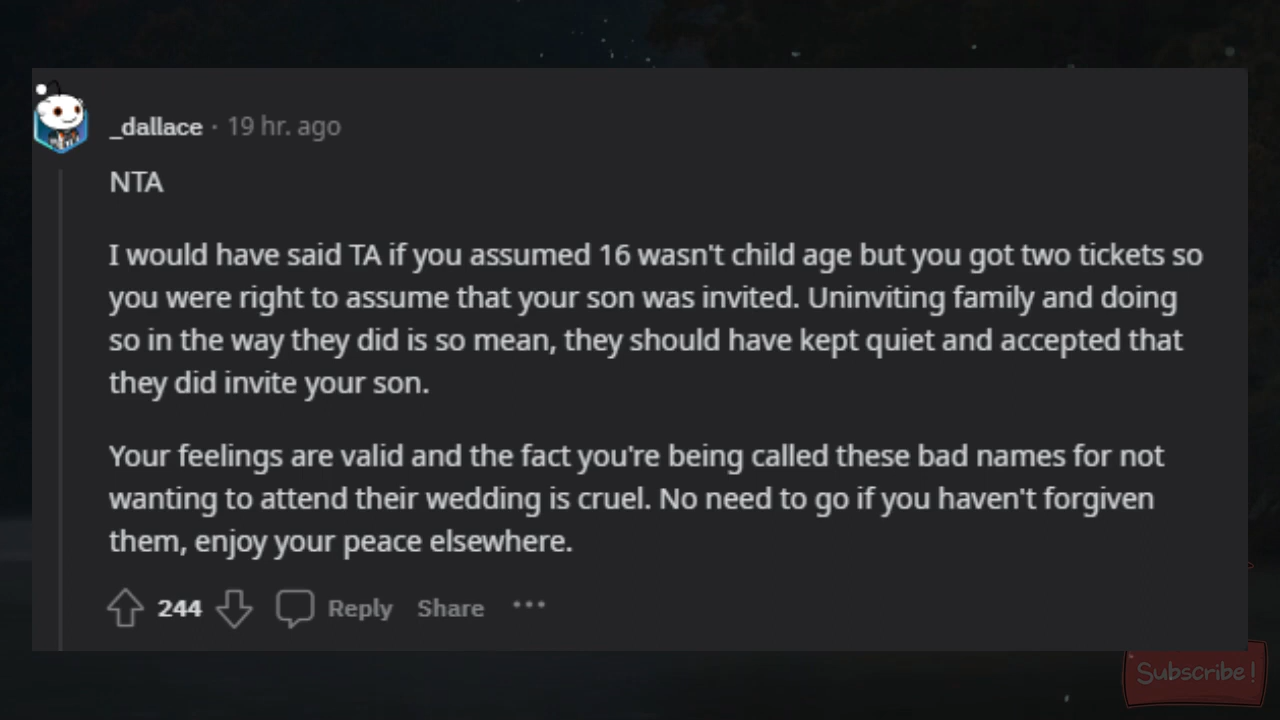 _dallace · 19 hr. ago
NTA
I would have said TA if you assumed 16 wasn't child age but you got two tickets so
you were right to assume that your son was invited. Uninviting family and doing
so in the way they did is so mean, they should have kept quiet and accepted that
they did invite your son.
Your feelings are valid and the fact you're being called these bad names for not
wanting to attend their wedding is cruel. No need to go if you haven't forgiven
them, enjoy your peace elsewhere.
244 Reply Share ···
Subscribe!